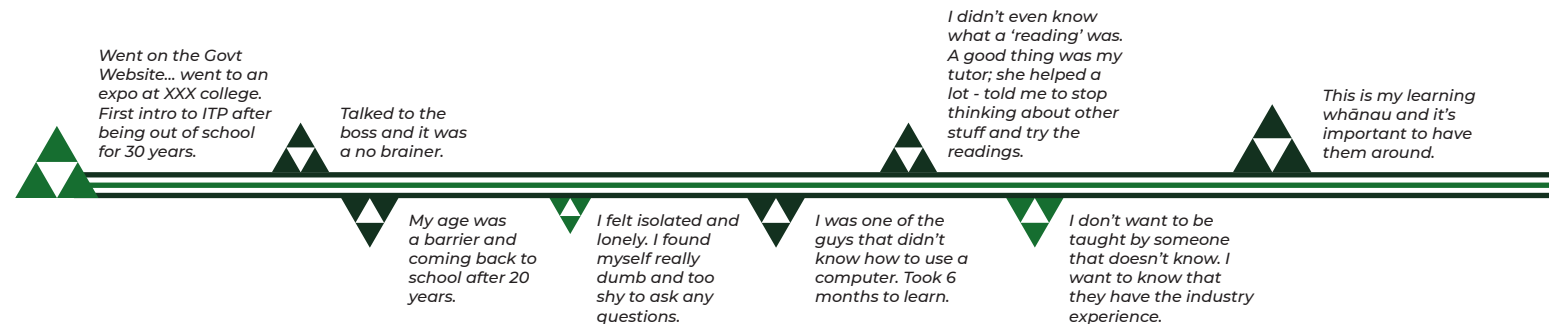 Went on the Govt
Website... went to an
expo at XXX college.
First intro to ITP after
being out of school
for 30 years.
Talked to the
boss and it was
a no brainer.
My age was
a barrier and
coming back to
school after 20
years.
I felt isolated and
lonely. I found
myself really
dumb and too
shy to ask any
questions.
I was one of the
guys that didn’t
know how to use a
computer. Took 6
months to learn.
I didn’t even know
what a ‘reading’ was.
A good thing was my
tutor; she helped a
lot - told me to stop
thinking about other
stuff and try the
readings.
I don’t want to be
taught by someone
that doesn’t know. I
want to know that
they have the industry
experience.
This is my learning
whānau and it’s
important to have
them around.